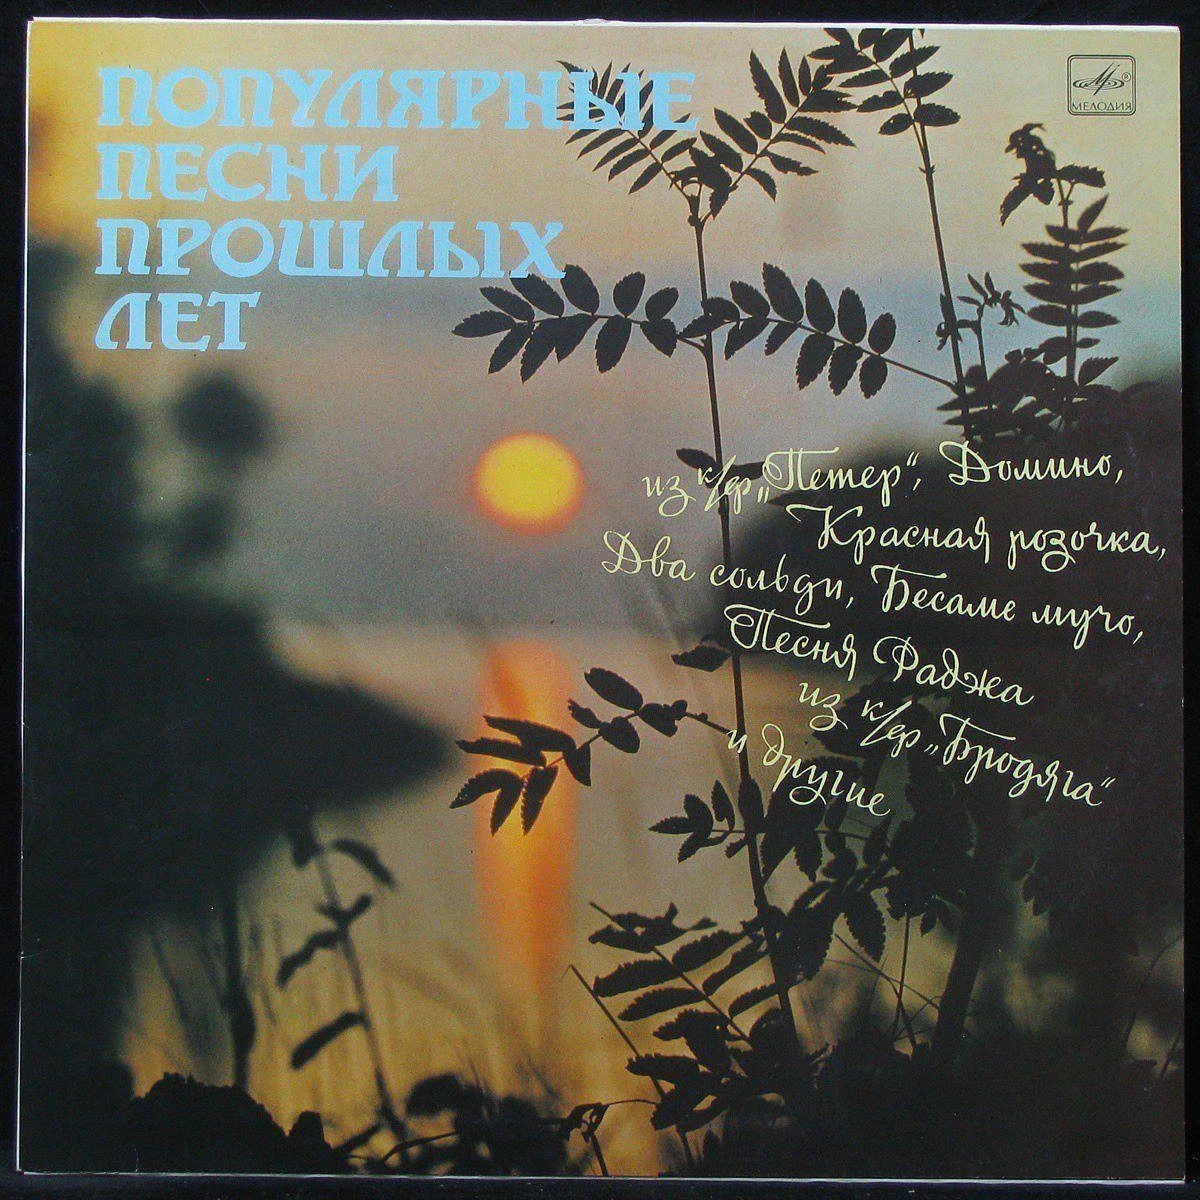 ПОПУЛЯРНЫЕ
ПЕСНИ
ПРОШЛЫХ
ЛЕТ
МЕЛОДИЯ
из к/ф „Петер“, Домино,
Красная розочка,
Два сольди, Бесаме мучо,
Песня Раджа
из к/ф „Бродяга“
и другие